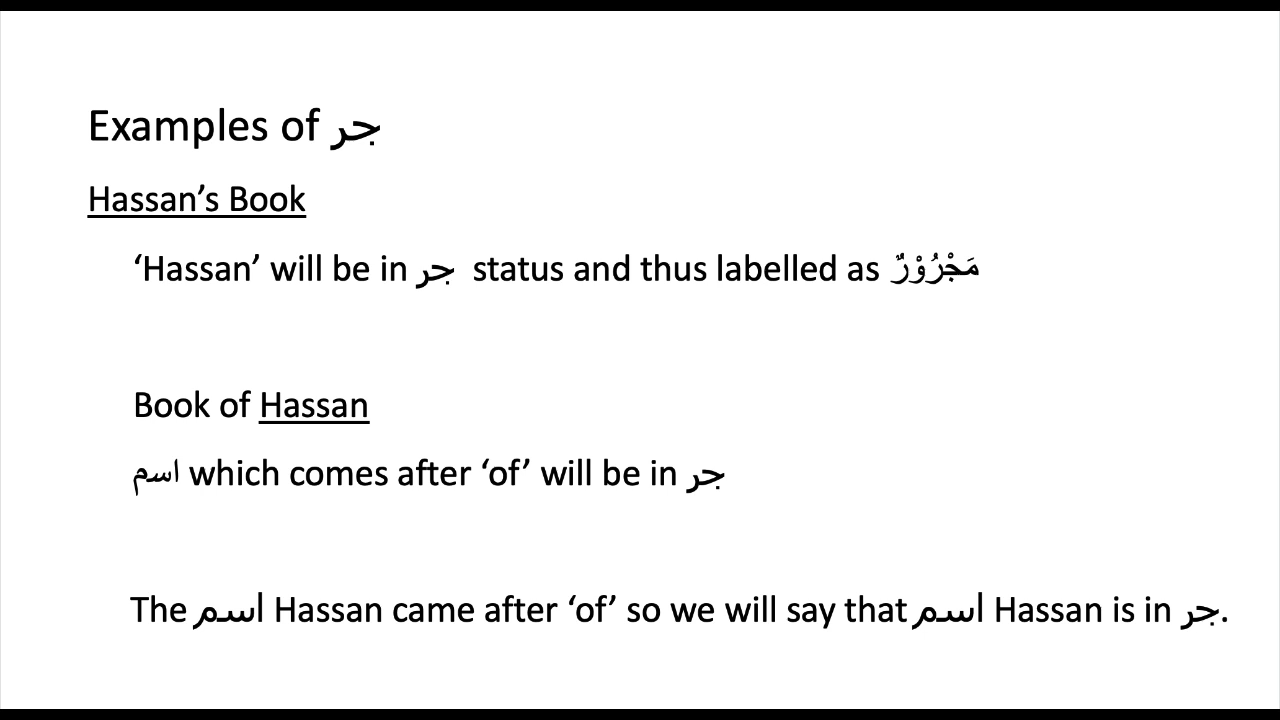 Examples of جر
Hassan’s Book
‘Hassan’ will be in جر status and thus labelled as مَجْرُوْرٌ
Book of Hassan
اسم which comes after ‘of’ will be in جر
The اسم Hassan came after ‘of’ so we will say that اسم Hassan is in جر.